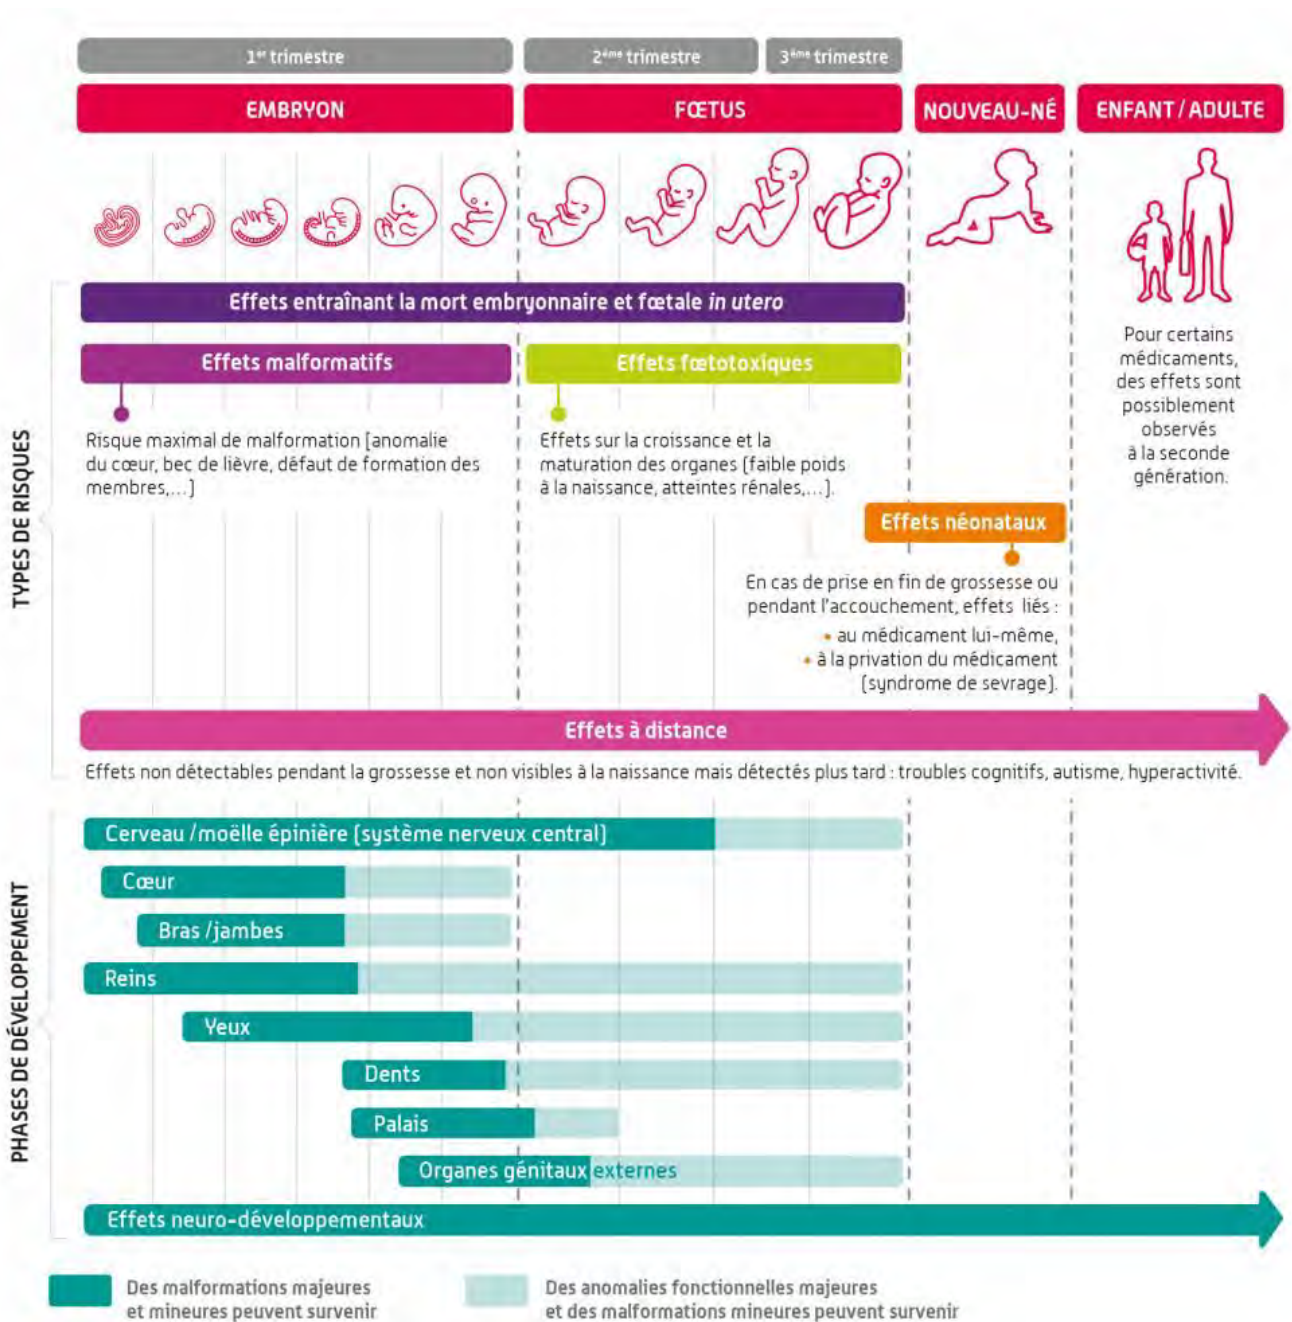 1er trimestre
2ème trimestre
3ème trimestre
EMBRYON
FŒTUS
NOUVEAU-NÉ
ENFANT / ADULTE
TYPES DE RISQUES
Effets entraînant la mort embryonnaire et fœtale in utero
Effets malformatifs
Effets fœtotoxiques
Risque maximal de malformation [anomalie
du cœur, bec de lièvre, défaut de formation des
membres,...]
Effets sur la croissance et la
maturation des organes [faible poids
à la naissance, atteintes rénales,...].
Pour certains
médicaments,
des effets sont
possiblement
observés
à la seconde
génération.
Effets néonataux
En cas de prise en fin de grossesse ou
pendant l'accouchement, effets liés :
• au médicament lui-même,
• à la privation du médicament
[syndrome de sevrage].
Effets à distance
Effets non détectables pendant la grossesse et non visibles à la naissance mais détectés plus tard : troubles cognitifs, autisme, hyperactivité.
PHASES DE DÉVELOPPEMENT
Cerveau /moëlle épinière [système nerveux central]
Cœur
Bras /jambes
Reins
Yeux
Dents
Palais
Organes génitaux externes
Effets neuro-développementaux
Des malformations majeures
et mineures peuvent survenir
Des anomalies fonctionnelles majeures
et des malformations mineures peuvent survenir